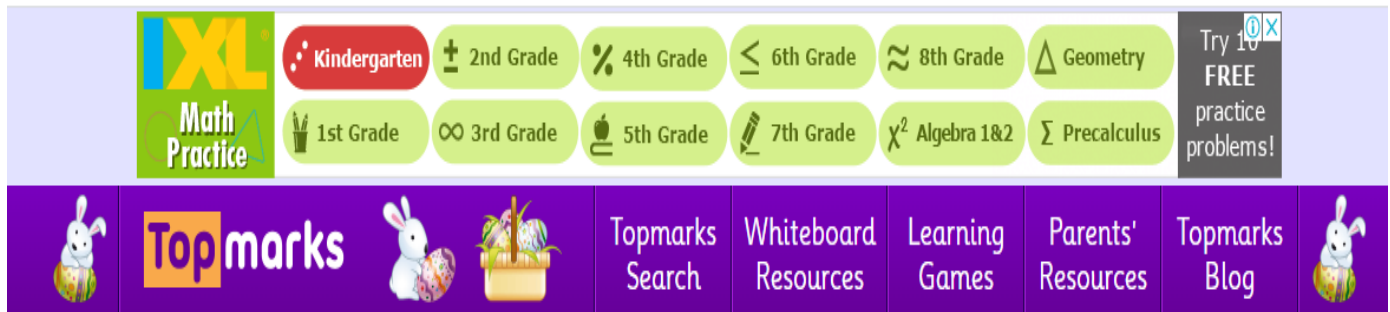 IXL
Math
Practice
Kindergarten
± 2nd Grade
% 4th Grade
≤ 6th Grade
≈ 8th Grade
Δ Geometry
1st Grade
∞ 3rd Grade
5th Grade
7th Grade
χ² Algebra 1&2
Σ Precalculus
Try 10
FREE
practice
problems!
Topmarks
Topmarks
Search
Whiteboard
Resources
Learning
Games
Parents'
Resources
Topmarks
Blog